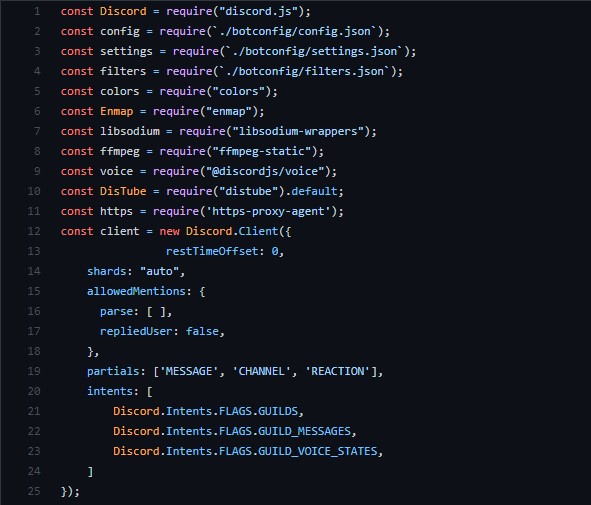 1 const Discord = require("discord.js");
2 const config = require(`./botconfig/config.json`);
3 const settings = require(`./botconfig/settings.json`);
4 const filters = require(`./botconfig/filters.json`);
5 const colors = require("colors");
6 const Enmap = require("enmap");
7 const libsodium = require("libsodium-wrappers");
8 const ffmpeg = require("ffmpeg-static");
9 const voice = require("@discordjs/voice");
10 const DisTube = require("distube").default;
11 const https = require('https-proxy-agent');
12 const client = new Discord.Client({
13                 restTimeOffset: 0,
14     shards: "auto",
15     allowedMentions: {
16       parse: [ ],
17       repliedUser: false,
18     },
19     partials: ['MESSAGE', 'CHANNEL', 'REACTION'],
20     intents: [
21         Discord.Intents.FLAGS.GUILDS,
22         Discord.Intents.FLAGS.GUILD_MESSAGES,
23         Discord.Intents.FLAGS.GUILD_VOICE_STATES,
24     ]
25 });